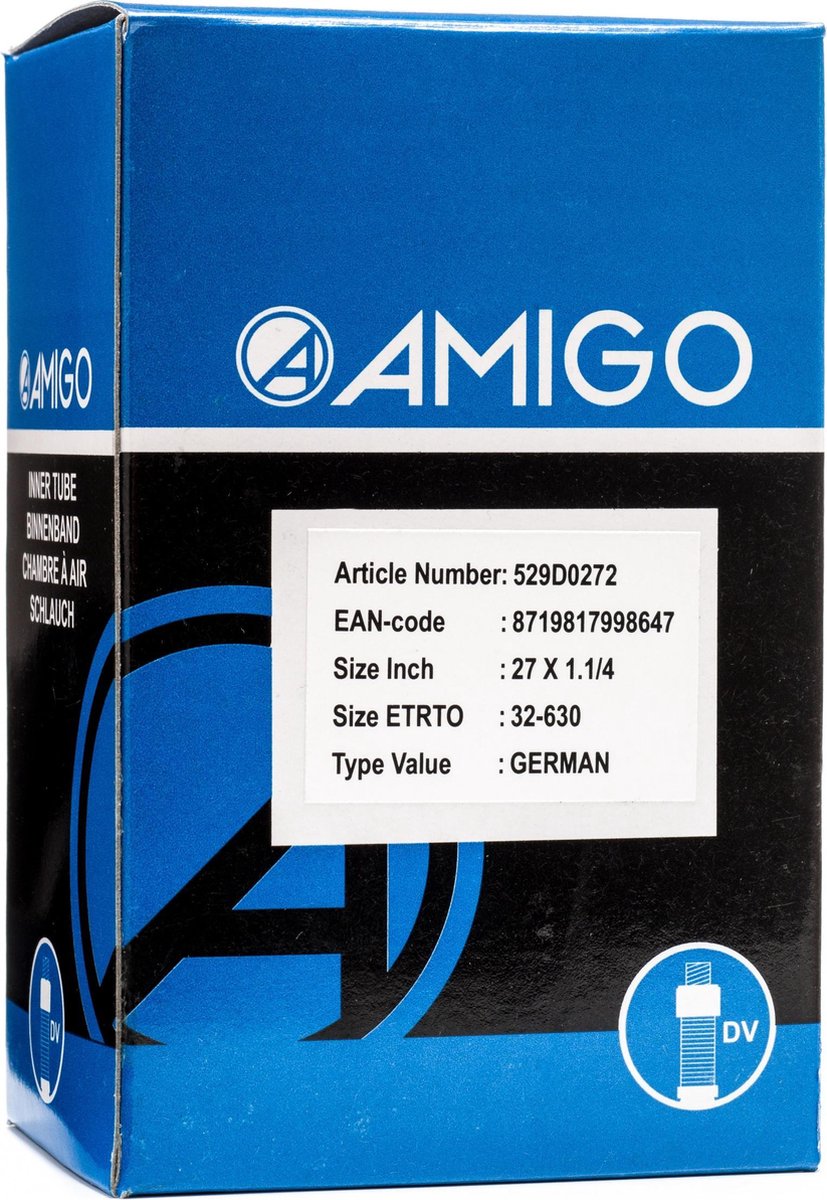 AMIGO
INNER TUBE
BINNENBAND
CHAMBRE À AIR
SCHLAUCH
DV
AMIGO
Article Number: 529D0272
EAN-code : 8719817998647
Size Inch : 27 X 1.1/4
Size ETRTO : 32-630
Type Value : GERMAN
DV